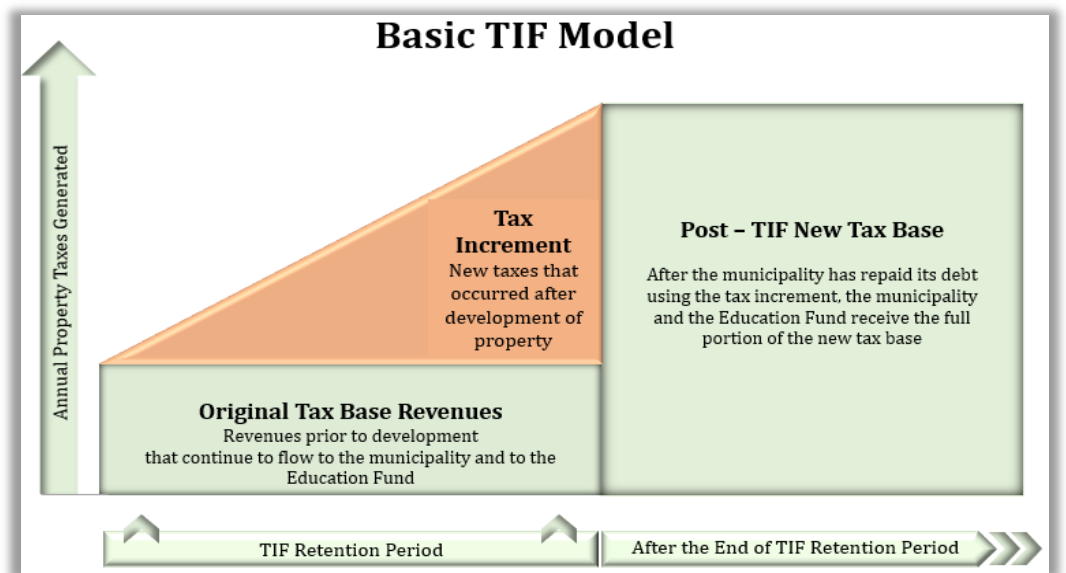 Basic TIF Model
Annual Property Taxes Generated
Tax
Increment
New taxes that
occurred after
development of
property
Post – TIF New Tax Base
After the municipality has repaid its debt
using the tax increment, the municipality
and the Education Fund receive the full
portion of the new tax base
Original Tax Base Revenues
Revenues prior to development
that continue to flow to the municipality and to the
Education Fund
TIF Retention Period
After the End of TIF Retention Period